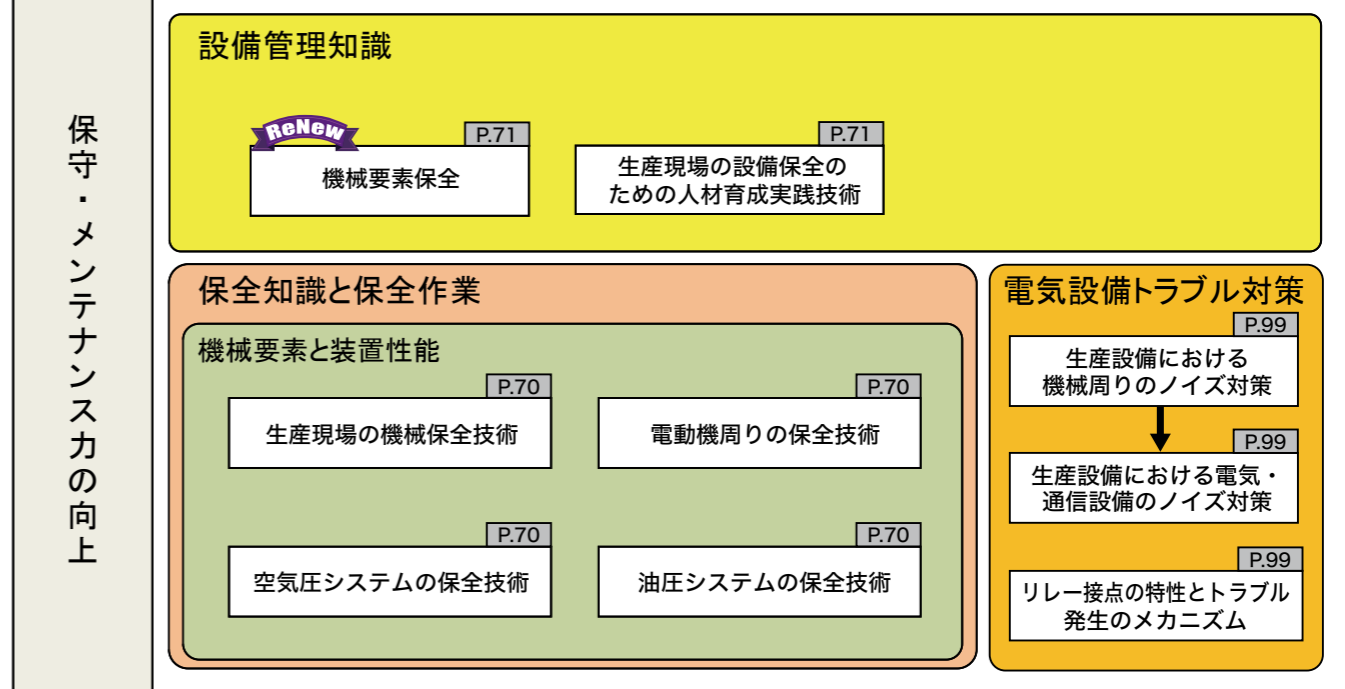 保守・メンテナンス力の向上
設備管理知識
ReNew
P.71
機械要素保全
P.71
生産現場の設備保全の
ための人材育成実践技術
保全知識と保全作業
機械要素と装置性能
P.70
生産現場の機械保全技術
P.70
電動機周りの保全技術
P.70
空気圧システムの保全技術
P.70
油圧システムの保全技術
電気設備トラブル対策
P.99
生産設備における
機械周りのノイズ対策
P.99
生産設備における電気・
通信設備のノイズ対策
P.99
リレー接点の特性とトラブル
発生のメカニズム